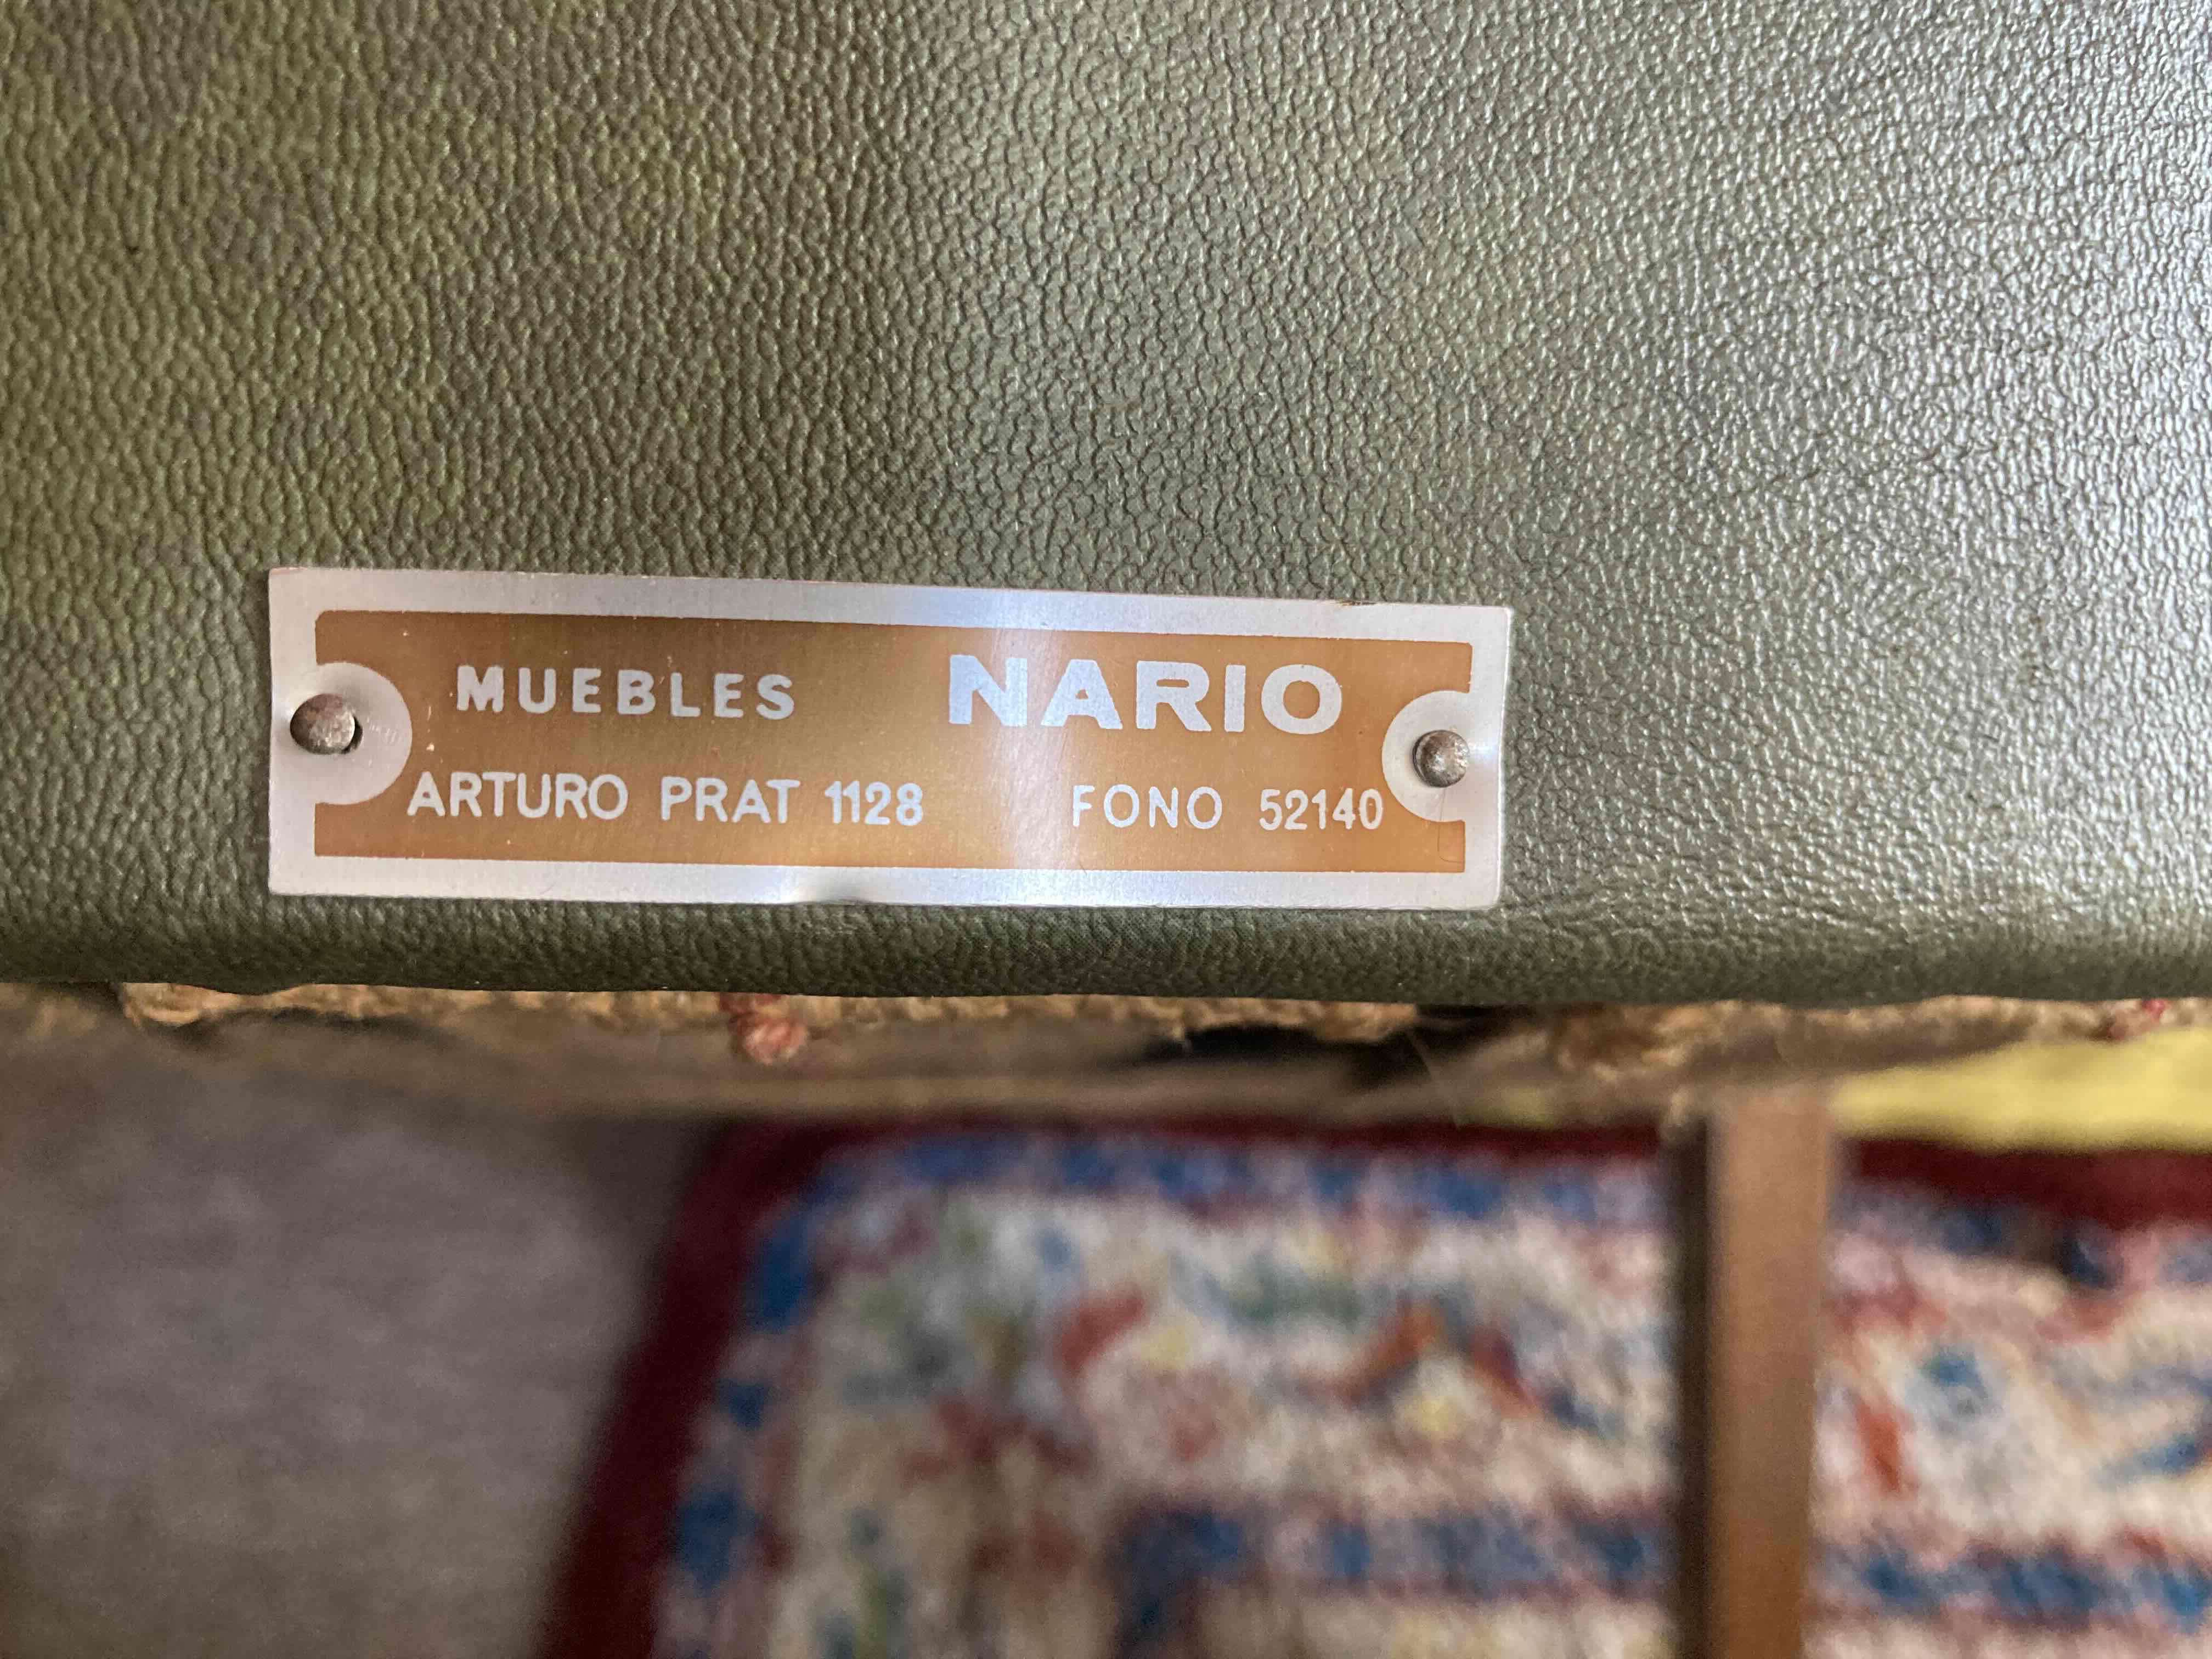 MUEBLES NARIO
ARTURO PRAT 1128 FONO 52140